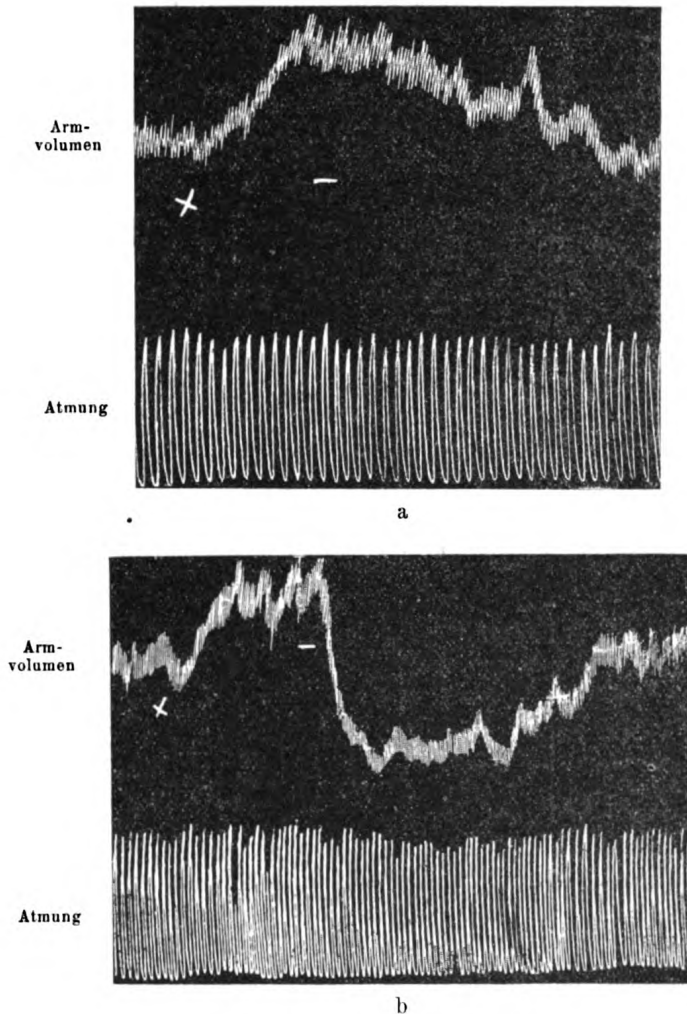 Arm-
volumen
+
−
Atmung
a
Arm-
volumen
+
−
Atmung
b